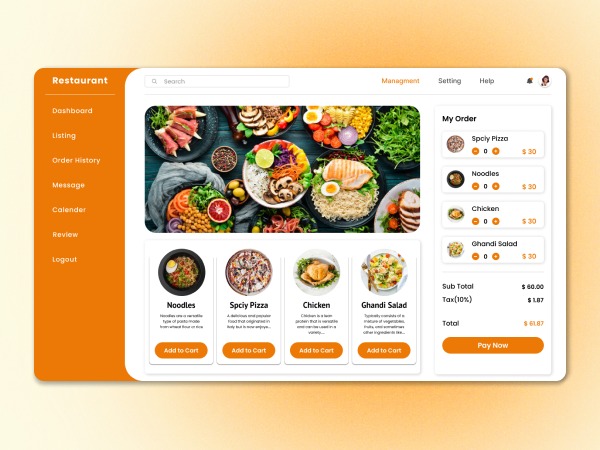 Restaurant
Dashboard
Listing
Order History
Message
Calender
Review
Logout
Search
Managment
Setting
Help
Noodles
Noodles are a versatile
type of pasta made
from wheat flour or rice
Add to Cart
Spciy Pizza
A delicious and popular
food that originated in
Italy but is now enjoye...
Add to Cart
Chicken
Chicken is a lean
protein that is versatile
and can be used in a
variety...
Add to Cart
Ghandi Salad
Typically consists of a
mixture of vegetables,
fruits, and sometimes
other ingredients like...
Add to Cart
My Order
Spciy Pizza
- 0 + $ 30
Noodles
- 0 + $ 30
Chicken
- 0 + $ 30
Ghandi Salad
- 0 + $ 30
Sub Total $ 60.00
Tax(10%) $ 1.87
Total $ 61.87
Pay Now